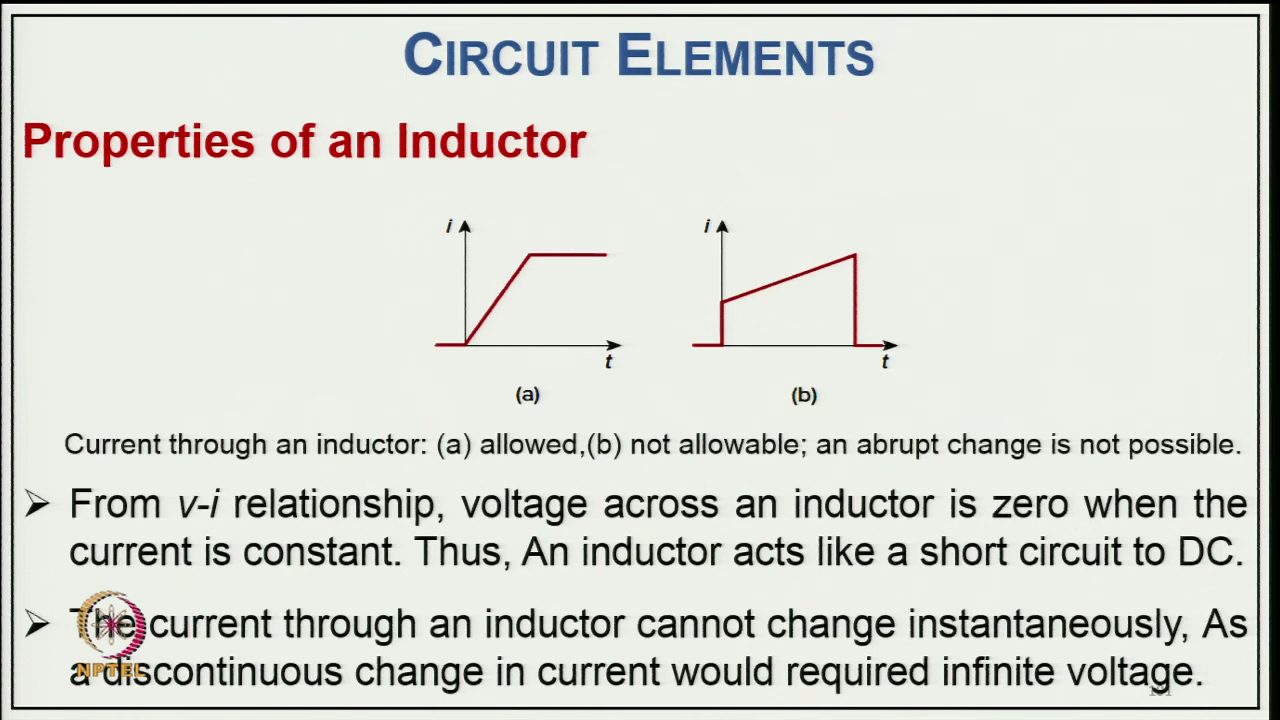 CIRCUIT ELEMENTS
Properties of an Inductor
i
i
t
t
(a)
(b)
Current through an inductor: (a) allowed,(b) not allowable; an abrupt change is not possible.
➢ From v-i relationship, voltage across an inductor is zero when the
current is constant. Thus, An inductor acts like a short circuit to DC.
➢ The current through an inductor cannot change instantaneously, As
a discontinuous change in current would required infinite voltage.
NPTEL